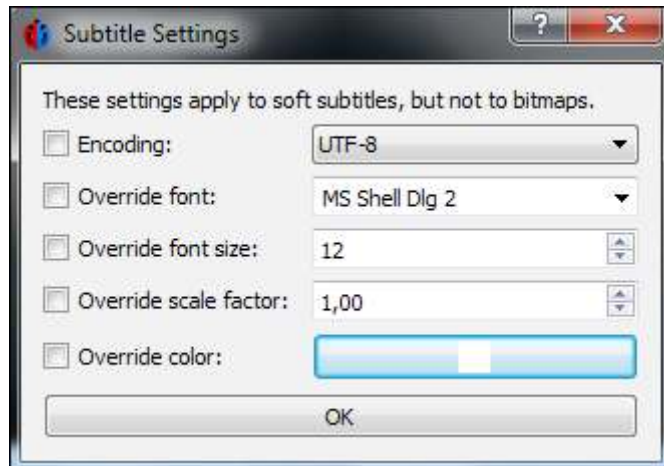 Subtitle Settings
?
X
These settings apply to soft subtitles, but not to bitmaps.
Encoding: UTF-8
Override font: MS Shell Dlg 2
Override font size: 12
Override scale factor: 1,00
Override color:
OK